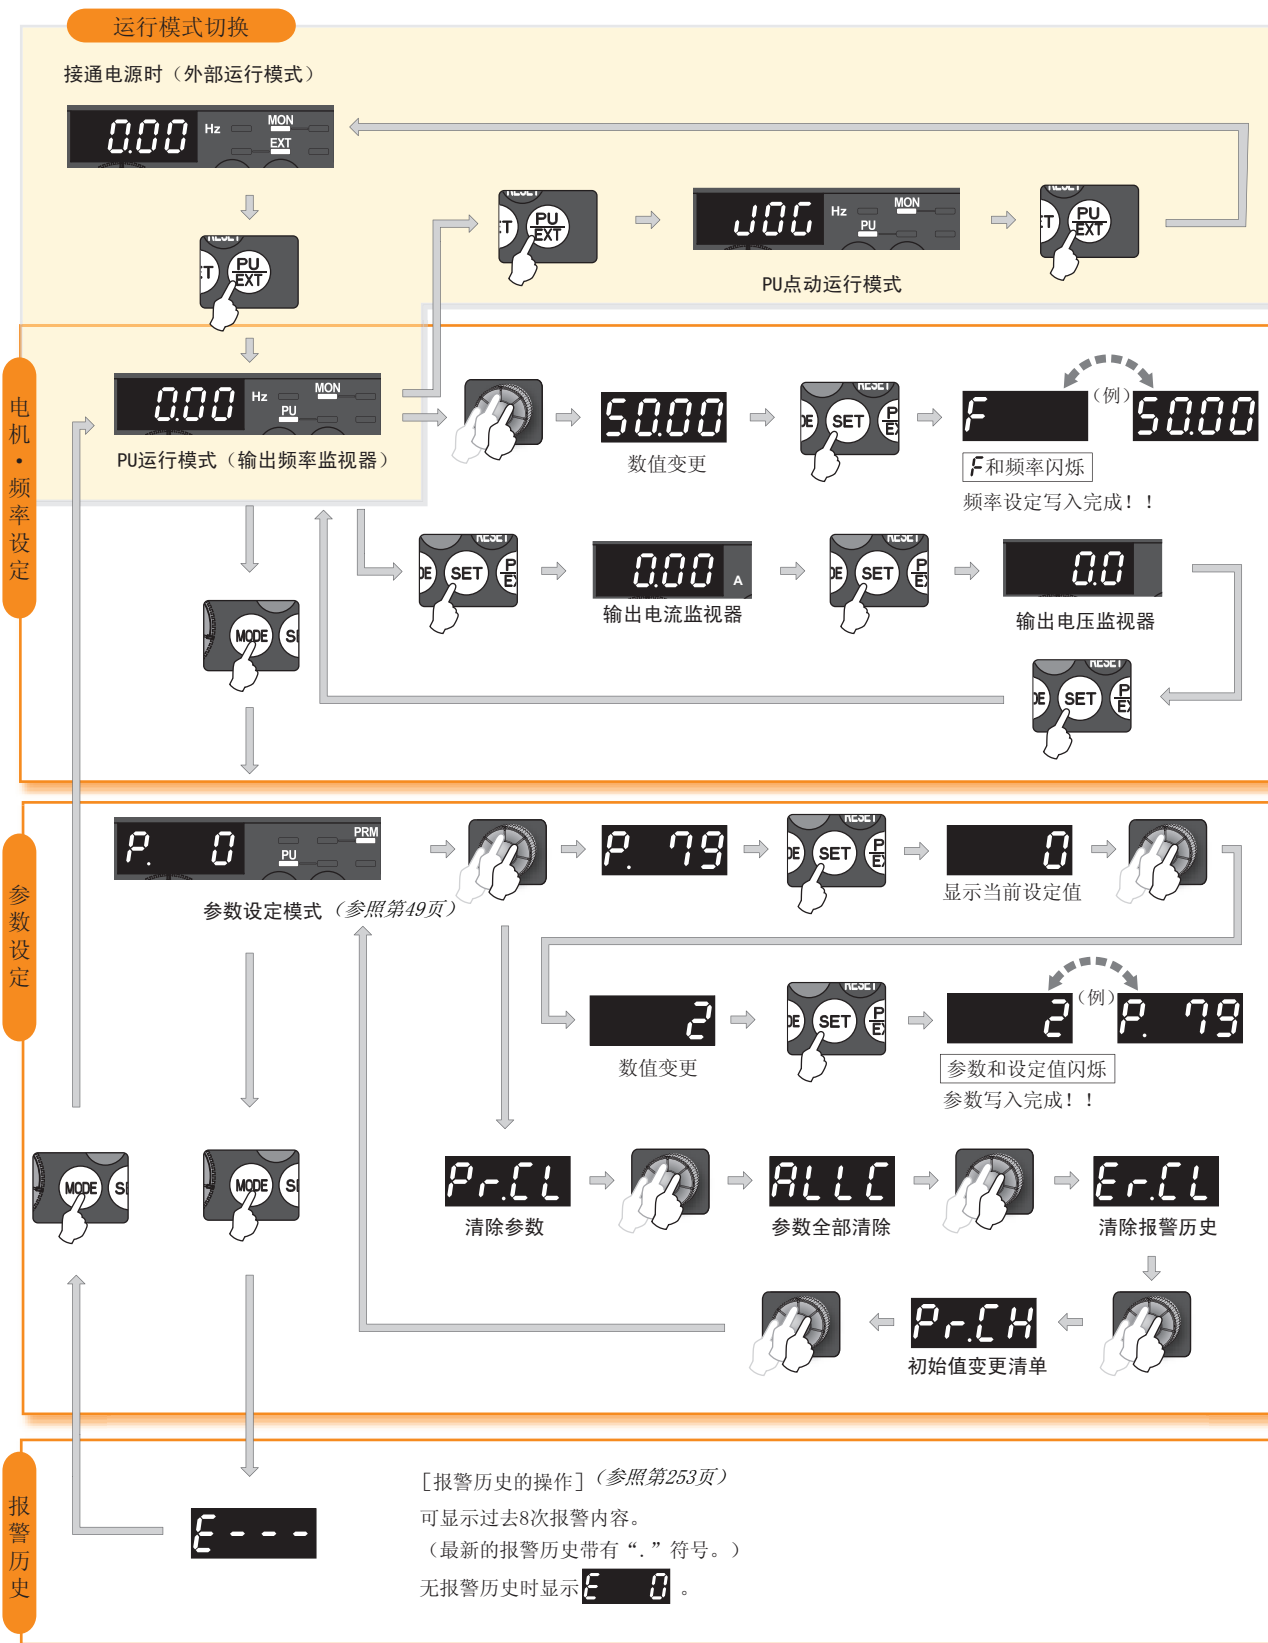 运行模式切换
接通电源时（外部运行模式）
0.00 Hz MON EXT
RESET
PU
EXT
RESET
PU
EXT
JOG Hz MON PU
RESET
PU
EXT
PU点动运行模式
电机・频率设定
0.00 Hz MON PU
PU运行模式（输出频率监视器）
50.00
数值变更
RESET
SET
F
（例）
50.00
F和频率闪烁
频率设定写入完成！！
RESET
SET
0.00 A
输出电流监视器
RESET
SET
0.0
输出电压监视器
MODE
RESET
SET
参数设定
P. 0 PU PRM
参数设定模式（参照第49页）
P. 79
RESET
SET
0
显示当前设定值
2
数值变更
RESET
SET
2
（例）
P. 79
参数和设定值闪烁
参数写入完成！！
MODE
MODE
Pr.CL
清除参数
ALLC
参数全部清除
Er.CL
清除报警历史
Pr.CH
初始值变更清单
报警历史
E---
［报警历史的操作］（参照第253页）
可显示过去8次报警内容。
（最新的报警历史带有“.”符号。）
无报警历史时显示E 0。